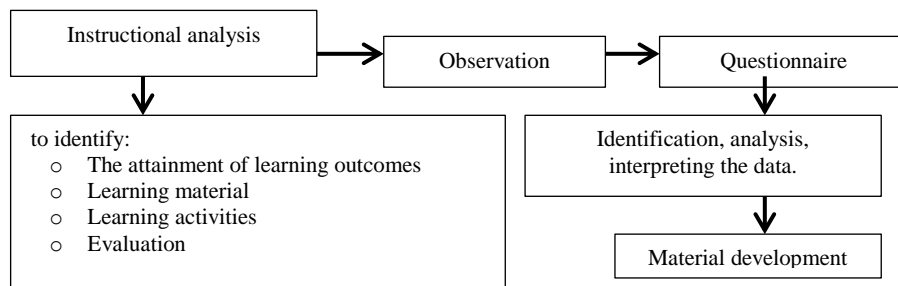 Instructional analysis
Observation
Questionnaire
to identify:
o The attainment of learning outcomes
o Learning material
o Learning activities
o Evaluation
Identification, analysis,
interpreting the data.
Material development